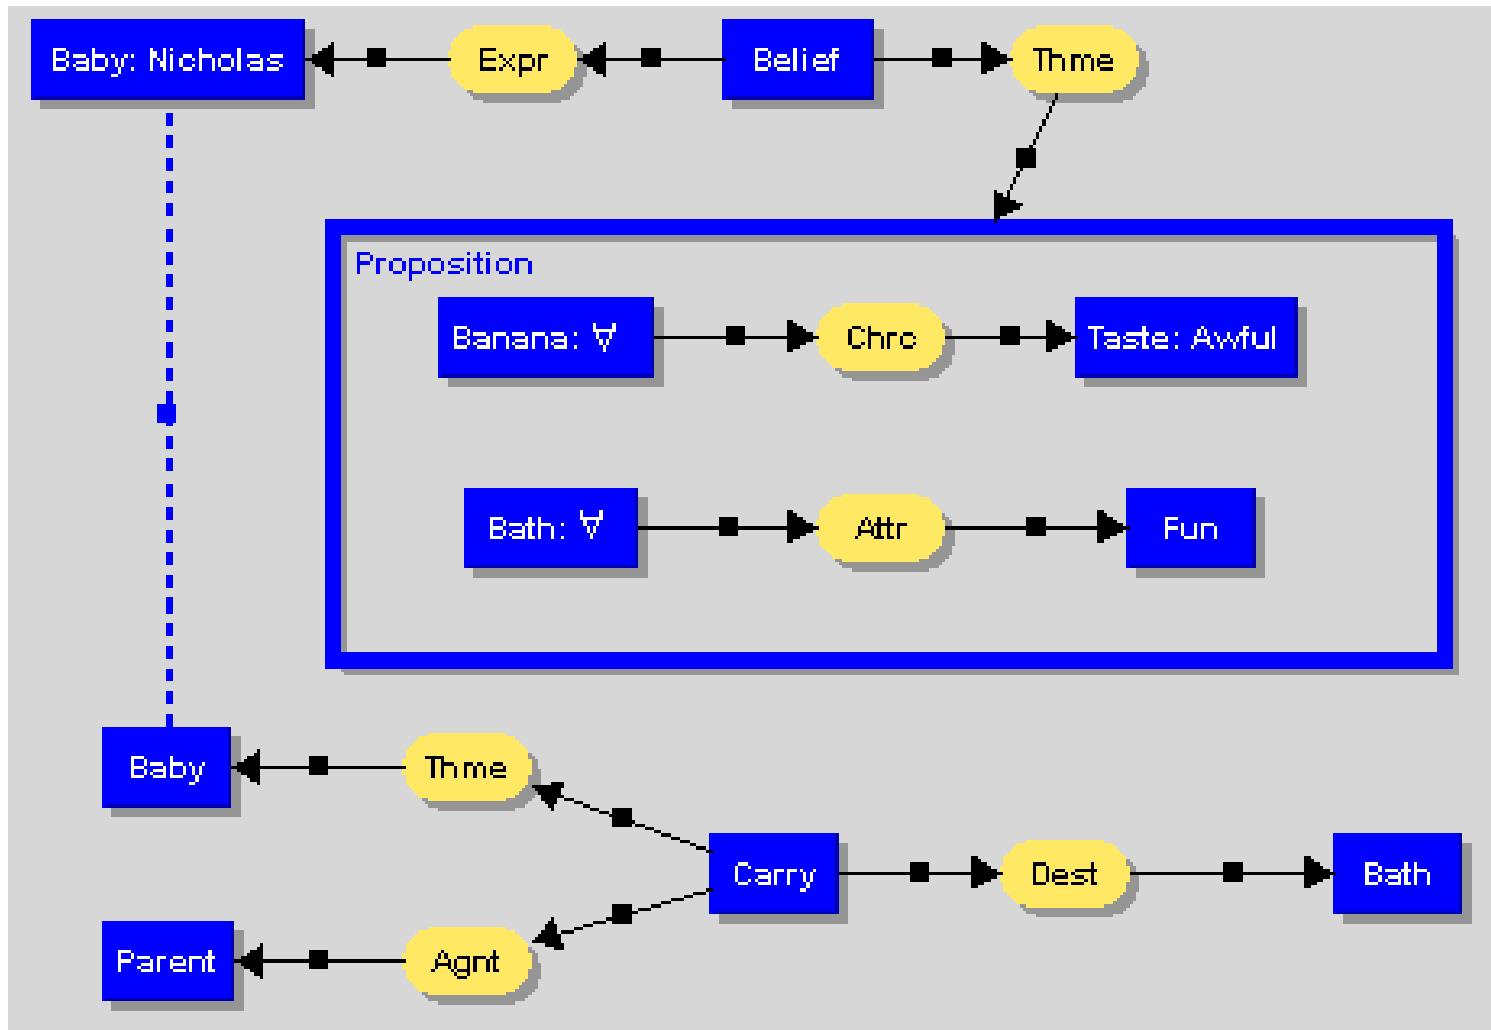 Baby: Nicholas Expr Belief Thme
Proposition
Banana: ∀ Chrc Taste: Awful
Bath: ∀ Attr Fun
Baby Thme
Carry Dest Bath
Parent Agnt